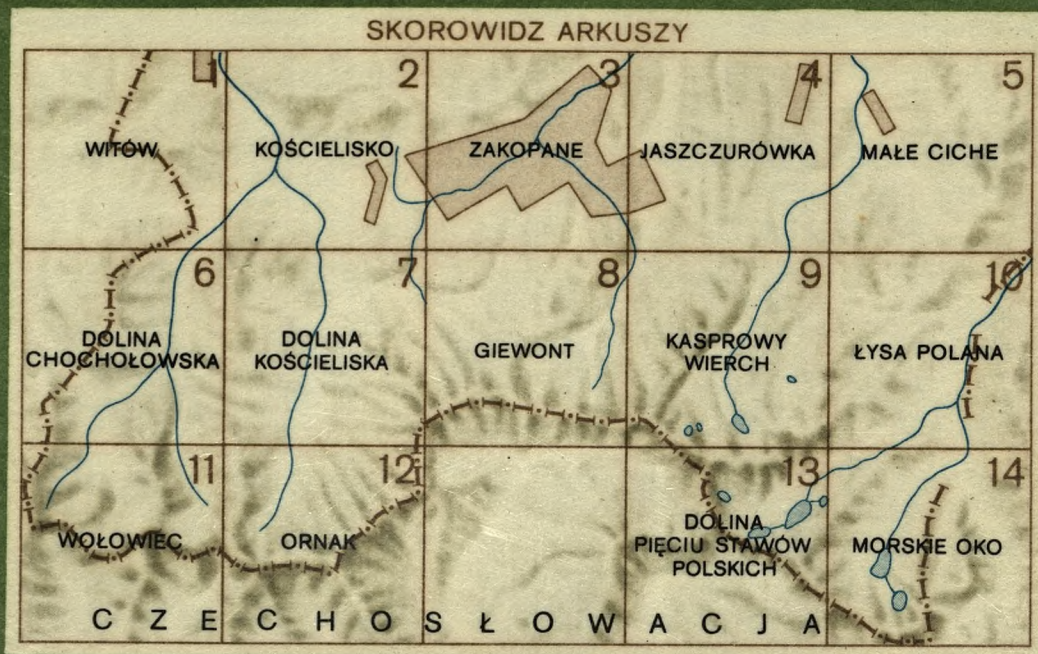 SKOROWIDZ ARKUSZY
1
2
3
4
5
WITÓW
KOŚCIELISKO
ZAKOPANE
JASZCZURÓWKA
MAŁE CICHE
6
7
8
9
10
DOLINA
CHOCHOŁOWSKA
DOLINA
KOŚCIELISKA
GIEWONT
KASPROWY
WIERCH
ŁYSA POLANA
11
12
13
14
WOŁOWIEC
ORNAK
DOLINA
PIĘCIU STAWÓW
POLSKICH
MORSKIE OKO
C Z E C H O S Ł O W A C J A